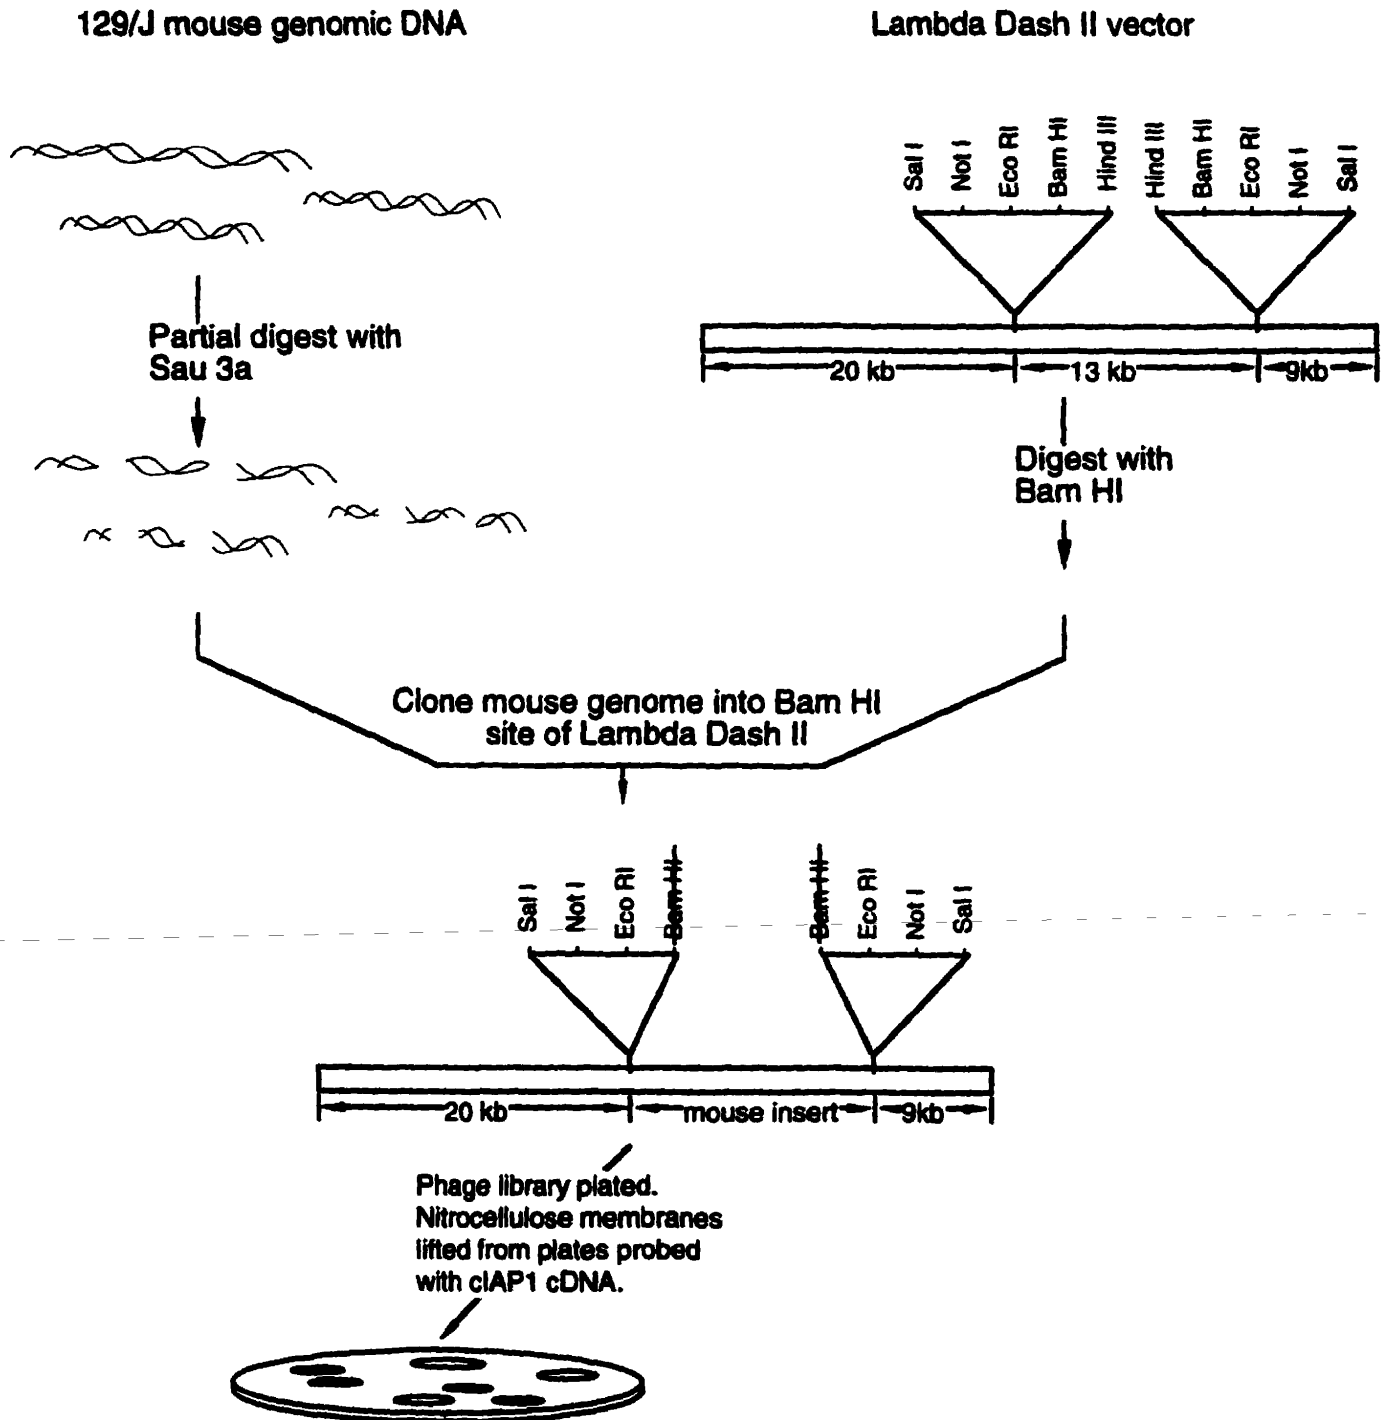 129/J mouse genomic DNA
Lambda Dash II vector
Sal I
Not I
Eco RI
Bam HI
Hind III
Hind III
Bam HI
Eco RI
Not I
Sal I
Partial digest with
Sau 3a
20 kb
13 kb
9kb
Digest with
Bam HI
Clone mouse genome into Bam HI
site of Lambda Dash II
Sal I
Not I
Eco RI
Bam HI
Bam HI
Eco RI
Not I
Sal I
20 kb
mouse insert
9kb
Phage library plated.
Nitrocellulose membranes
lifted from plates probed
with cIAP1 cDNA.